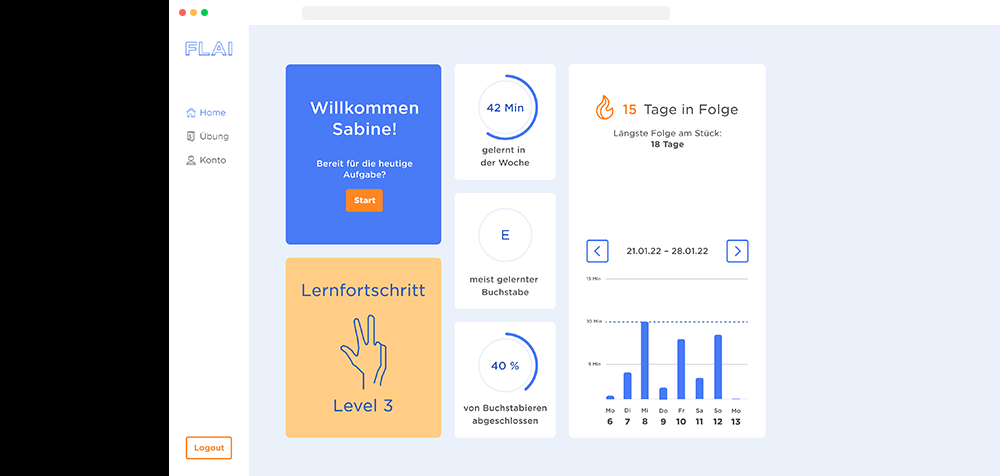 FLAI
Home
Übung
Konto
Logout
Willkommen
Sabine!
Bereit für die heutige
Aufgabe?
Start
Lernfortschritt
Level 3
42 Min
gelernt in
der Woche
E
meist gelernter
Buchstabe
40 %
von Buchstabieren
abgeschlossen
15 Tage in Folge
Längste Folge am Stück:
18 Tage
21.01.22 – 28.01.22
15 Min
10 Min
5 Min
Mo Di Mi Do Fr Sa So Mo
6 7 8 9 10 11 12 13